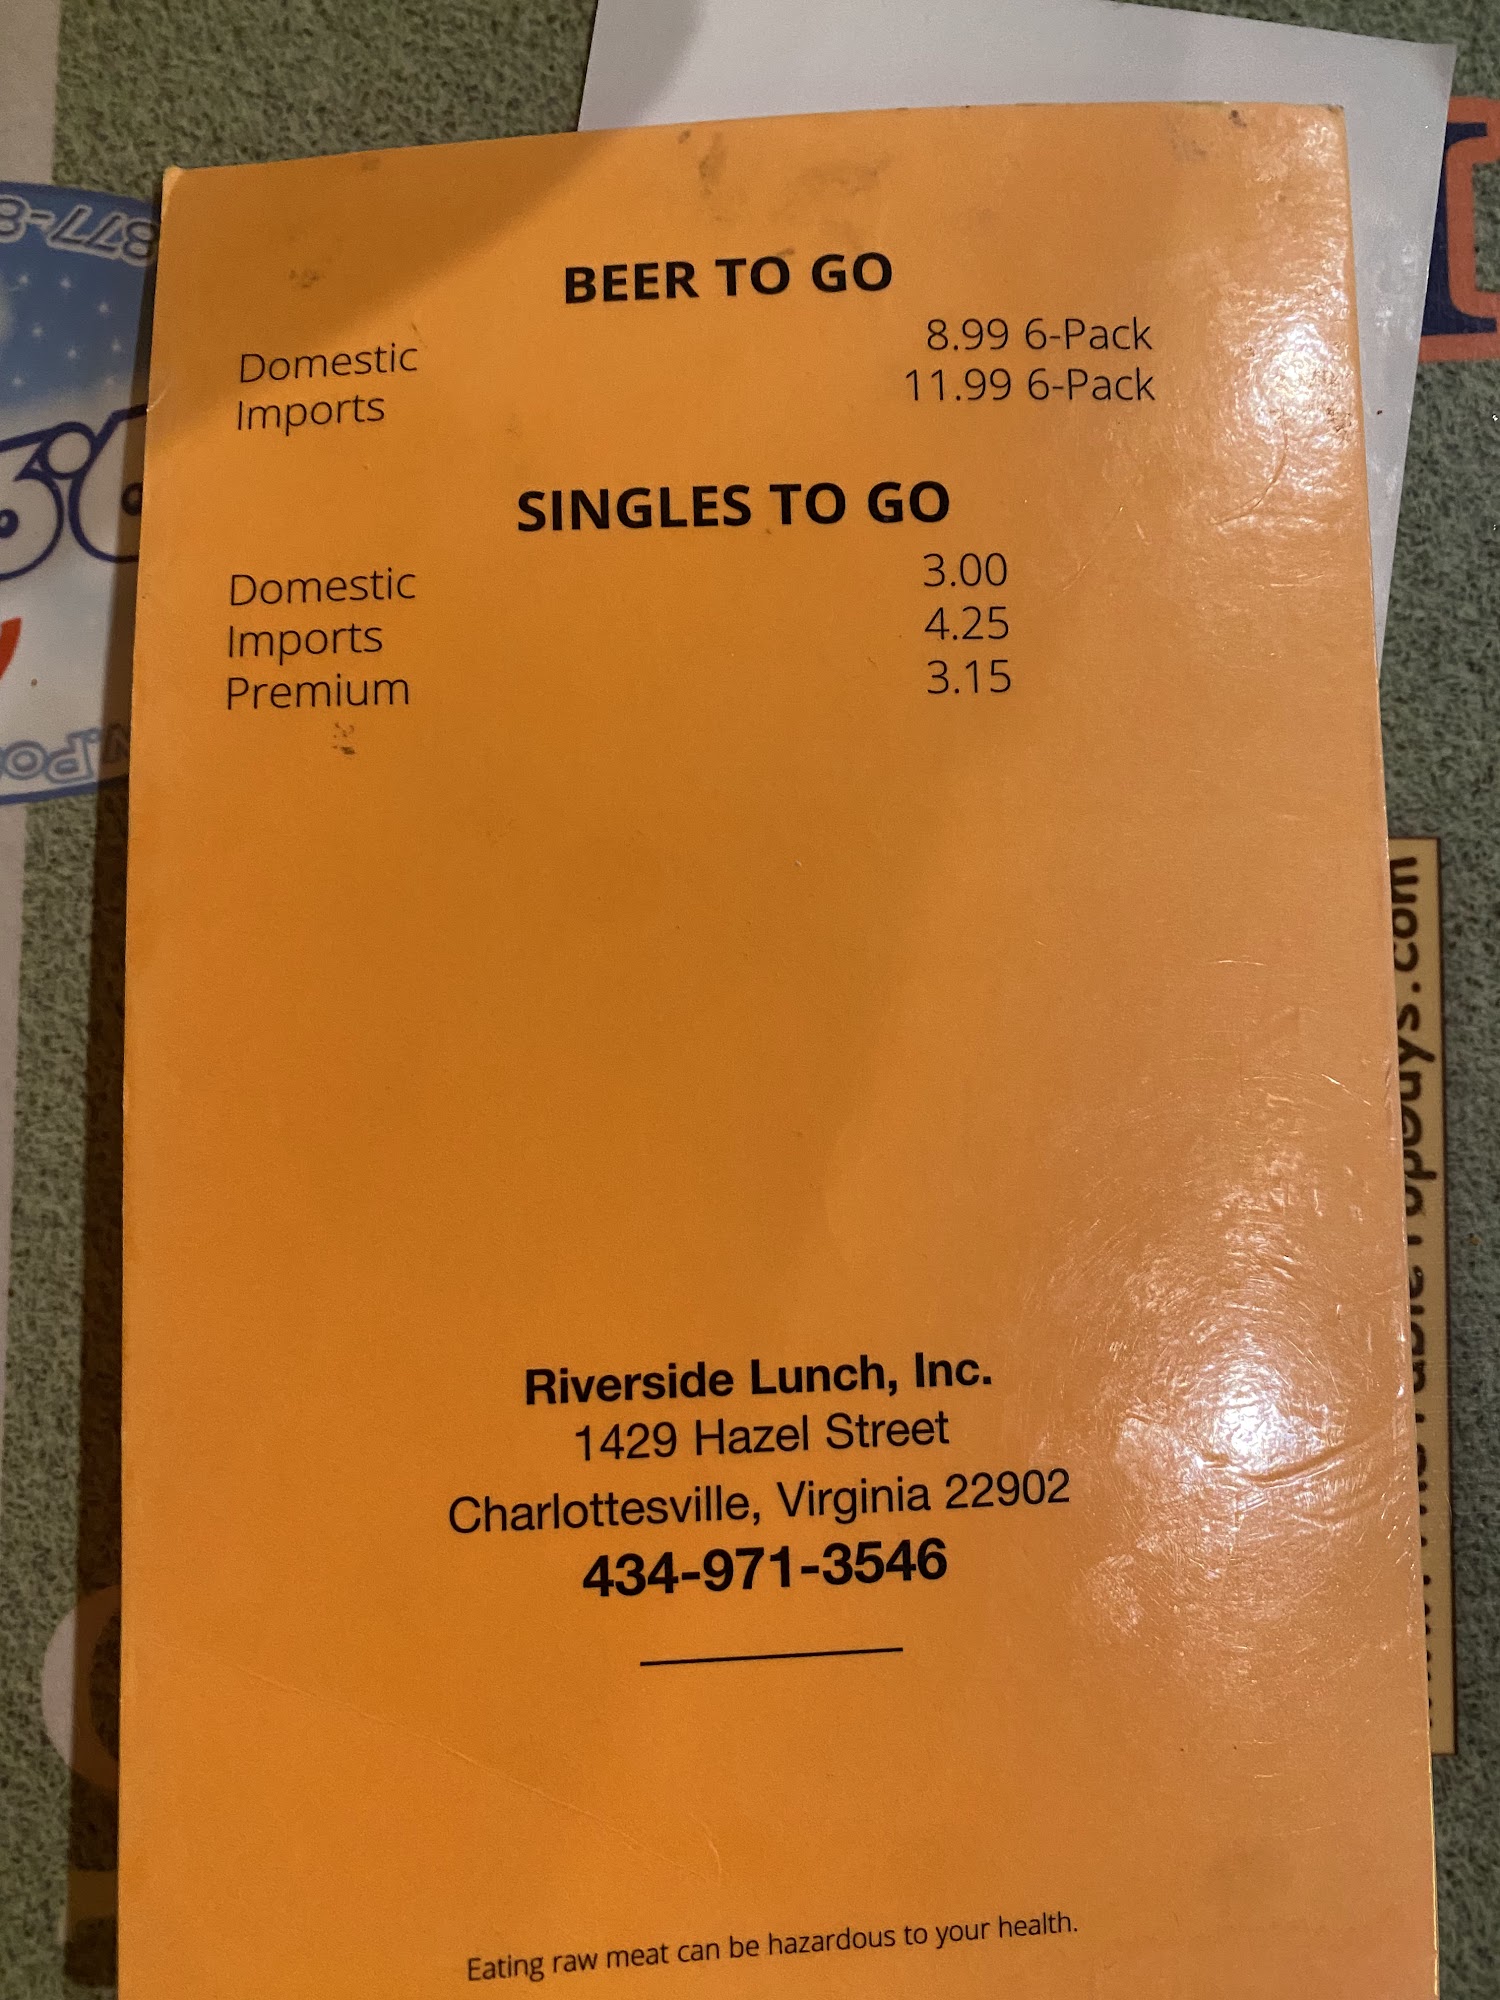 BEER TO GO
Domestic 8.99 6-Pack
Imports 11.99 6-Pack
SINGLES TO GO
Domestic 3.00
Imports 4.25
Premium 3.15
Riverside Lunch, Inc.
1429 Hazel Street
Charlottesville, Virginia 22902
434-971-3546
Eating raw meat can be hazardous to your health.
877-8